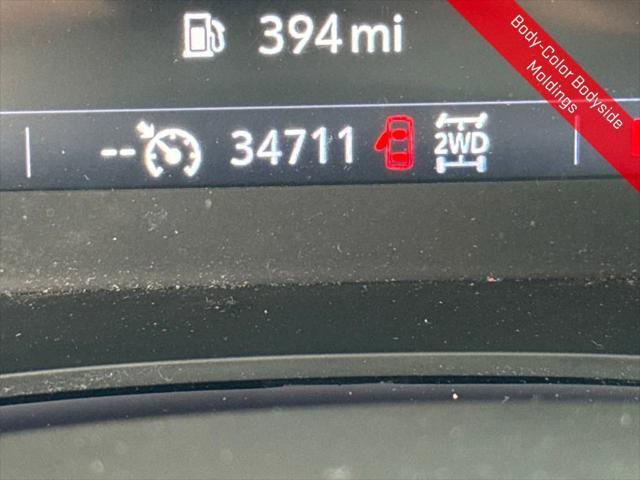 394 mi
Body-Color Bodyside
Moldings
-- 34711 2WD